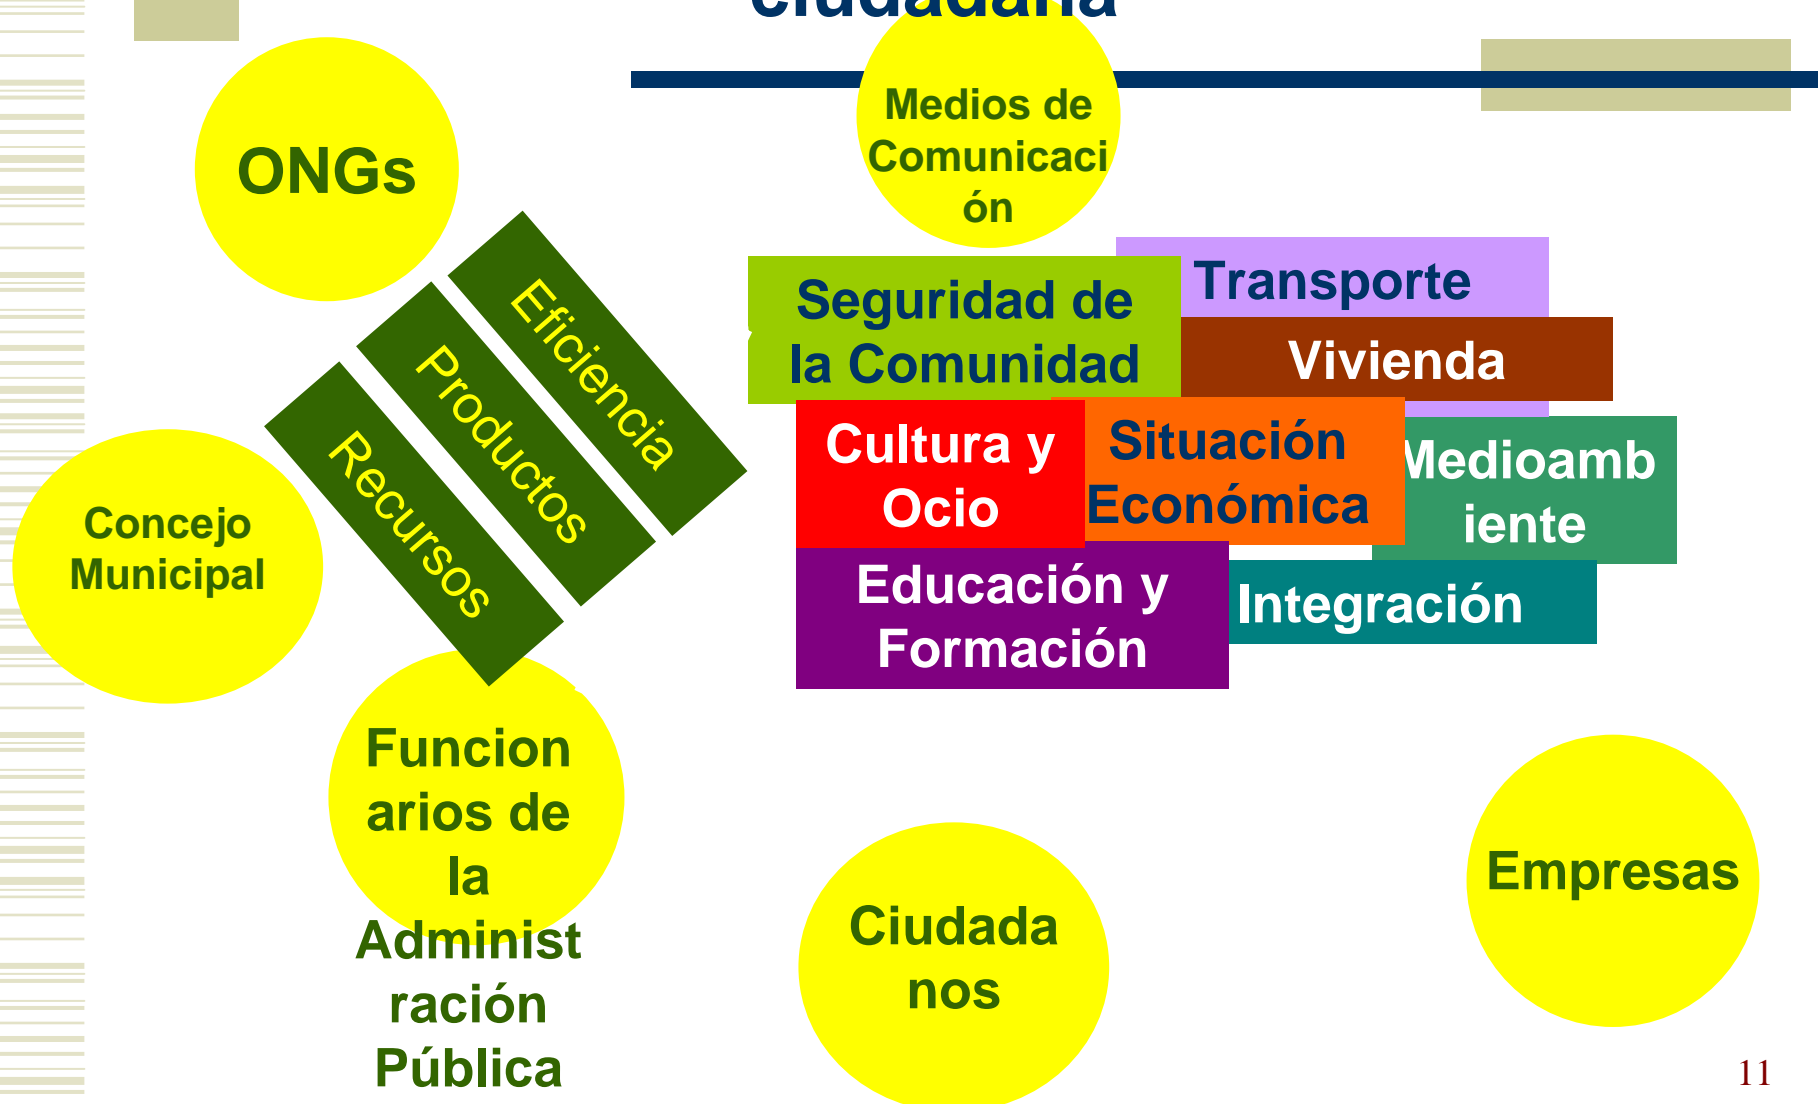 ciudadana
ONGs
Medios de
Comunicaci
ón
Eficiencia
Productos
Recursos
Seguridad de
la Comunidad
Transporte
Vivienda
Cultura y
Ocio
Situación
Económica
Medioamb
iente
Educación y
Formación
Integración
Concejo
Municipal
Funcion
arios de
la
Administ
ración
Pública
Ciudada
nos
Empresas
11